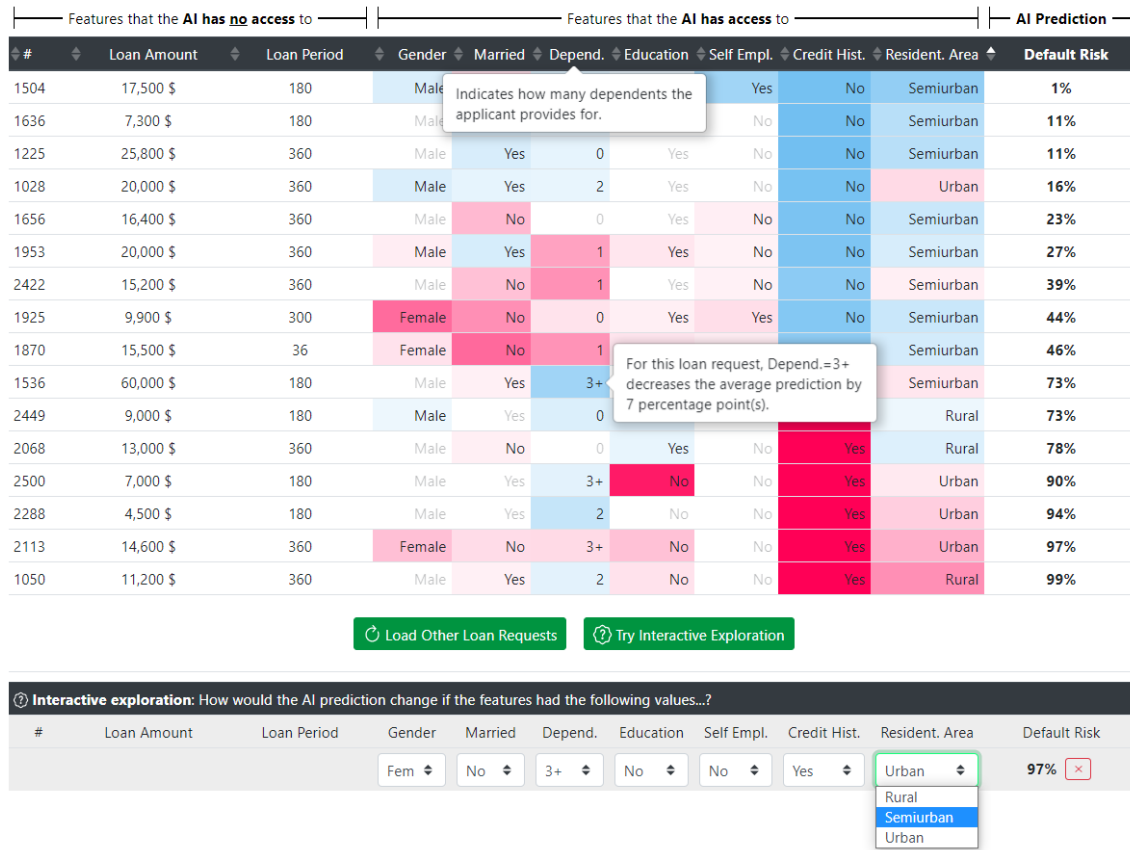 Features that the AI has no access to
Features that the AI has access to
AI Prediction
# Loan Amount Loan Period Gender Married Depend. Education Self Empl. Credit Hist. Resident. Area Default Risk
1504 17,500 $ 180 Male Yes No Semiurban 1%
Indicates how many dependents the
applicant provides for.
1636 7,300 $ 180 Male No No Semiurban 11%
1225 25,800 $ 360 Male Yes 0 Yes No No Semiurban 11%
1028 20,000 $ 360 Male Yes 2 Yes No No Urban 16%
1656 16,400 $ 360 Male No 0 Yes No No Semiurban 23%
1953 20,000 $ 360 Male Yes 1 Yes No No Semiurban 27%
2422 15,200 $ 360 Male No 1 Yes No No Semiurban 39%
1925 9,900 $ 300 Female No 0 Yes Yes No Semiurban 44%
1870 15,500 $ 36 Female No 1 Semiurban 46%
For this loan request, Depend.=3+
decreases the average prediction by
7 percentage point(s).
1536 60,000 $ 180 Male Yes 3+ Semiurban 73%
2449 9,000 $ 180 Male Yes 0 Rural 73%
2068 13,000 $ 360 Male No 0 Yes No Yes Rural 78%
2500 7,000 $ 180 Male Yes 3+ No No Yes Urban 90%
2288 4,500 $ 180 Male Yes 2 No No Yes Urban 94%
2113 14,600 $ 360 Female No 3+ No No Yes Urban 97%
1050 11,200 $ 360 Male Yes 2 No No Yes Rural 99%
Load Other Loan Requests
Try Interactive Exploration
Interactive exploration: How would the AI prediction change if the features had the following values...?
# Loan Amount Loan Period Gender Married Depend. Education Self Empl. Credit Hist. Resident. Area Default Risk
Fem No 3+ No No Yes Urban 97%
Rural
Semiurban
Urban